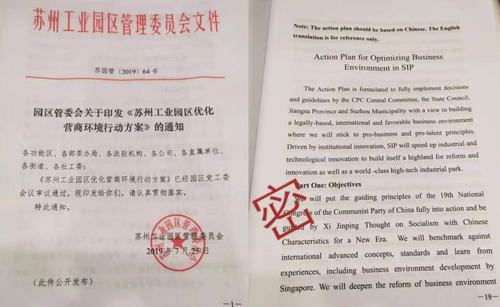 苏州工业园区管理委员会文件
苏园管〔2019〕64号
园区管委会关于印发《苏州工业园区优化
营商环境行动方案》的通知
各功能区、各部委办局、各派驻机构、各公司、各直属单位、
各街道、各社工委：
《苏州工业园区优化营商环境行动方案》已经园区党工委
会议审议通过，现印发给你们，请认真贯彻落实。
特此通知。
苏州工业园区管理委员会
2019年7月25日
（此件公开发布）
—1—
Note: The action plan should be based on Chinese. The English
translation is for reference only.
Action Plan for Optimizing Business
Environment in SIP
The Action Plan is formulated to fully implement decisions
and guidelines by the CPC Central Committee, the State Council,
Jiangsu Province and Suzhou Municipality with a view to building
a legally-based, international and favorable business environment
where we will stick to pro-business and pro-talent principles.
Driven by institutional innovation, SIP will speed up industrial and
technological innovation to build itself a highland for reform and
innovation as well as a world -class high-tech industrial park.
Part One: Objectives
We will put the guiding principles of the 19th National
Congress of the Communist Party of China fully into action and be
guided by Xi Jinping Thought on Socialism with Chinese
Characteristics for a New Era. We will benchmark against
international advanced concepts, standards and learn from
experiences, including business environment development by
Singapore. We will deepen the reform of business environment
—19—
密